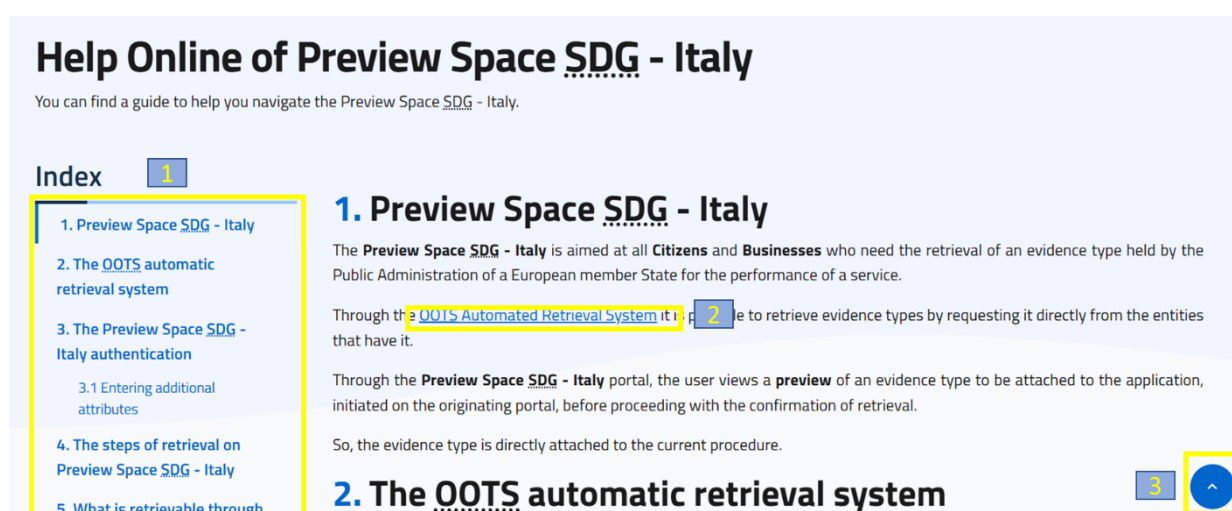 Help Online of Preview Space SDG - Italy
You can find a guide to help you navigate the Preview Space SDG - Italy.
Index
1
1. Preview Space SDG - Italy
2. The OOTS automatic
retrieval system
3. The Preview Space SDG -
Italy authentication
3.1 Entering additional
attributes
4. The steps of retrieval on
Preview Space SDG - Italy
5. What is retrievable through
1. Preview Space SDG - Italy
The Preview Space SDG - Italy is aimed at all Citizens and Businesses who need the retrieval of an evidence type held by the
Public Administration of a European member State for the performance of a service.
Through the OOTS Automated Retrieval System it is 2 to retrieve evidence types by requesting it directly from the entities
that have it.
Through the Preview Space SDG - Italy portal, the user views a preview of an evidence type to be attached to the application,
initiated on the originating portal, before proceeding with the confirmation of retrieval.
So, the evidence type is directly attached to the current procedure.
2. The OOTS automatic retrieval system
3